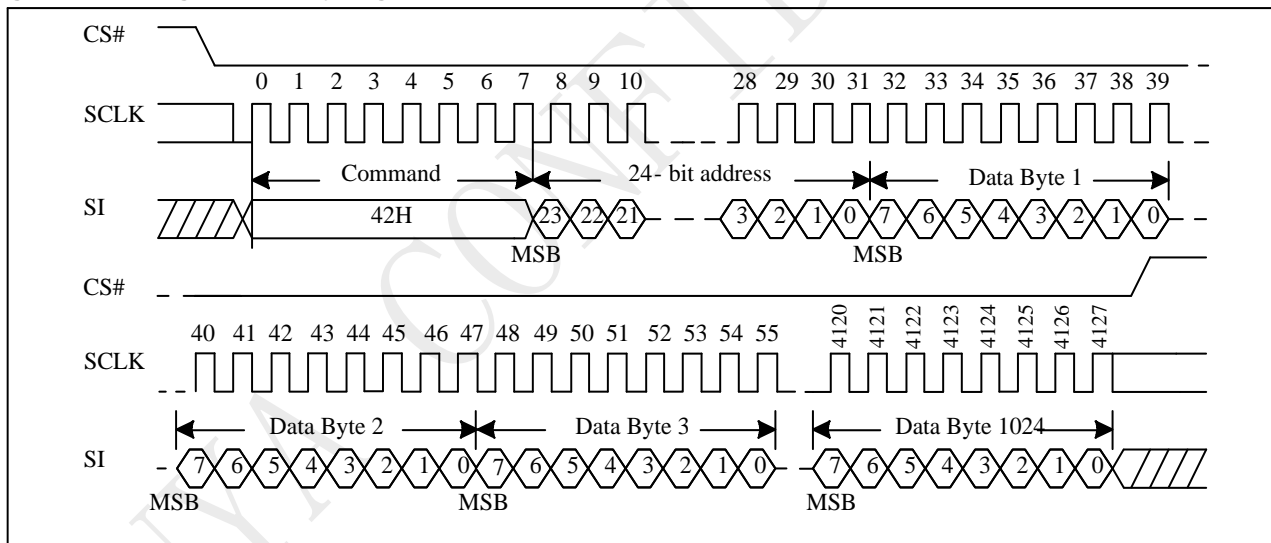 CS#
0 1 2 3 4 5 6 7 8 9 10 28 29 30 31 32 33 34 35 36 37 38 39
SCLK
Command 24- bit address Data Byte 1
SI 42H 23 22 21 3 2 1 0 7 6 5 4 3 2 1 0
MSB MSB
CS#
40 41 42 43 44 45 46 47 48 49 50 51 52 53 54 55 4120 4121 4122 4123 4124 4125 4126 4127
SCLK
Data Byte 2 Data Byte 3 Data Byte 1024
SI 7 6 5 4 3 2 1 0 7 6 5 4 3 2 1 0 7 6 5 4 3 2 1 0
MSB MSB MSB